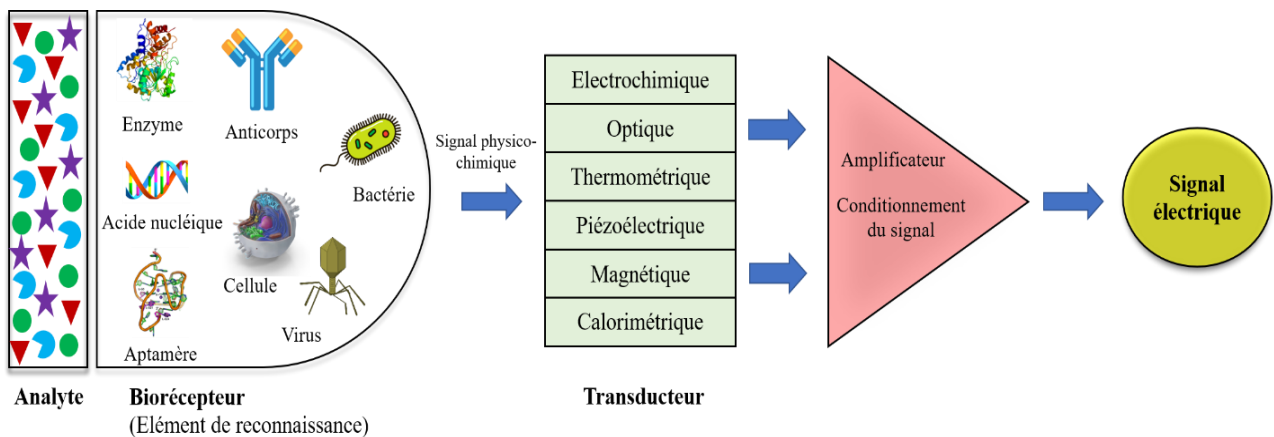 Enzyme
Anticorps
Bactérie
Acide nucléique
Cellule
Aptamère
Virus
Signal physico-
chimique
Electrochimique
Optique
Thermométrique
Piézoélectrique
Magnétique
Calorimétrique
Amplificateur
Conditionnement
du signal
Signal
électrique
Analyte
Biorécepteur
(Elément de reconnaissance)
Transducteur